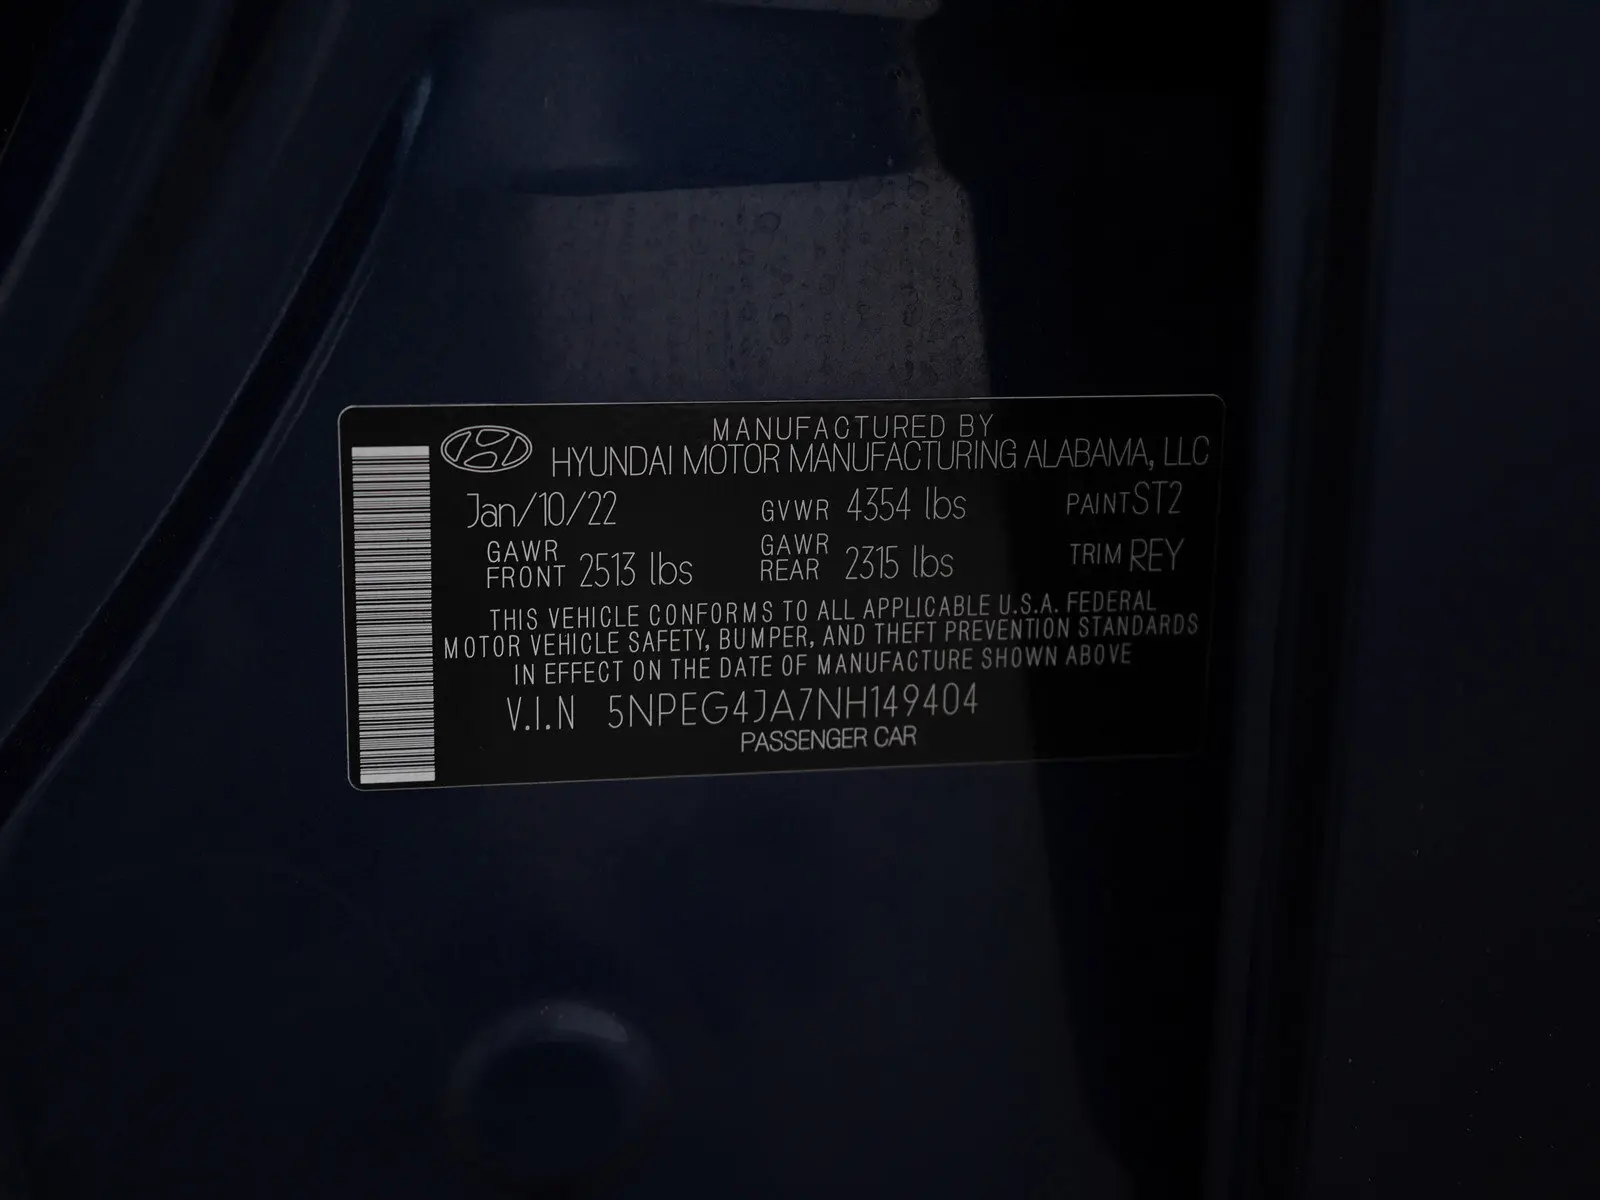 MANUFACTURED BY
HYUNDAI MOTOR MANUFACTURING ALABAMA, LLC
Jan/10/22 GVWR 4354 lbs PAINT ST2
GAWR FRONT 2513 lbs GAWR REAR 2315 lbs TRIM REY
THIS VEHICLE CONFORMS TO ALL APPLICABLE U.S.A. FEDERAL
MOTOR VEHICLE SAFETY, BUMPER, AND THEFT PREVENTION STANDARDS
IN EFFECT ON THE DATE OF MANUFACTURE SHOWN ABOVE
V.I.N 5NPEG4JA7NH149404
PASSENGER CAR